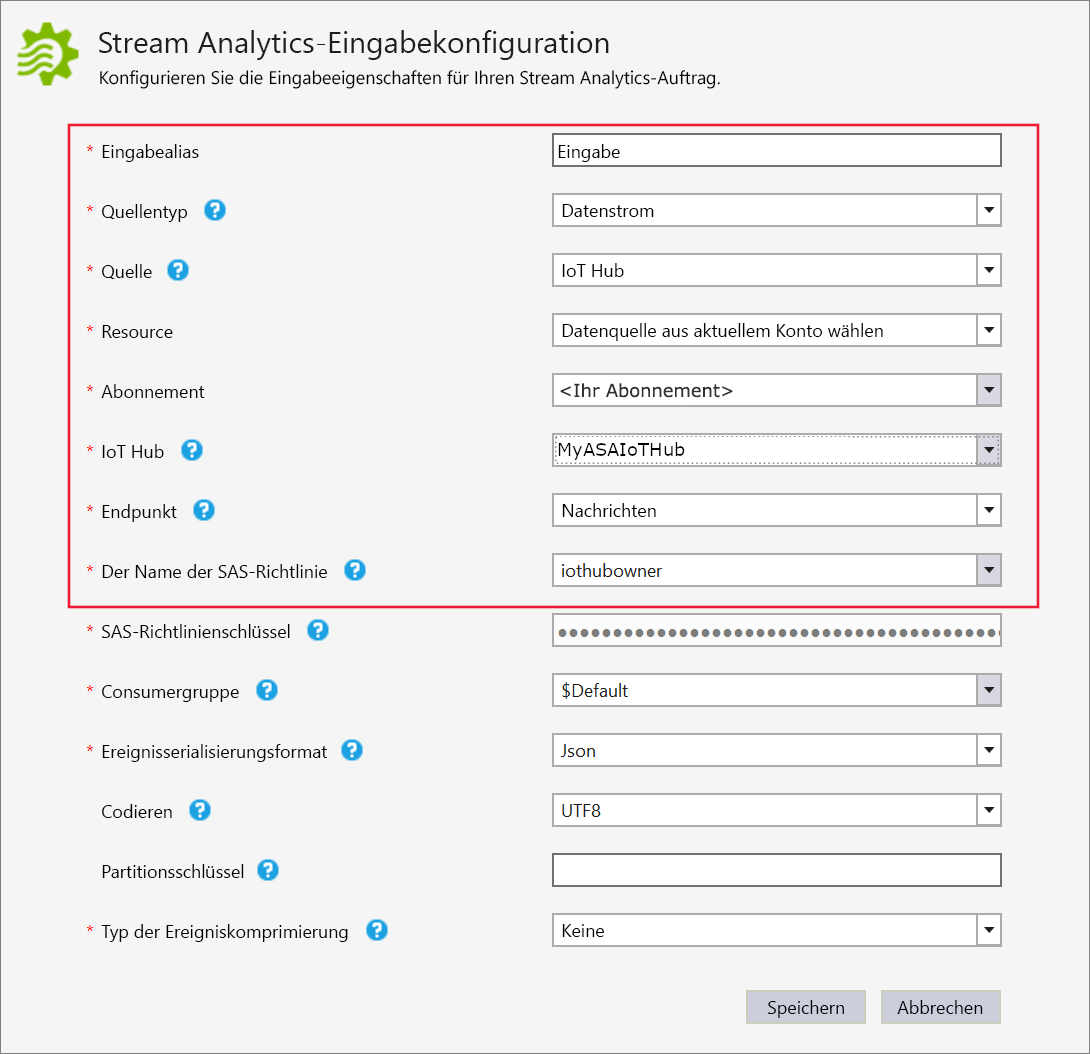 Stream Analytics-Eingabekonfiguration
Konfigurieren Sie die Eingabeeigenschaften für Ihren Stream Analytics-Auftrag.
* Eingabealias Eingabe
* Quellentyp ? Datenstrom
* Quelle ? IoT Hub
* Resource Datenquelle aus aktuellem Konto wählen
* Abonnement <Ihr Abonnement>
* IoT Hub ? MyASAIoTHub
* Endpunkt ? Nachrichten
* Der Name der SAS-Richtlinie ? iothubowner
* SAS-Richtlinienschlüssel ? ●●●●●●●●●●●●●●●●●●●●●●●●●●●●●●●●●●●●●●●●
* Consumergruppe ? $Default
* Ereignisserialisierungsformat ? Json
Codieren ? UTF8
Partitionsschlüssel ?
* Typ der Ereigniskomprimierung ? Keine
Speichern Abbrechen